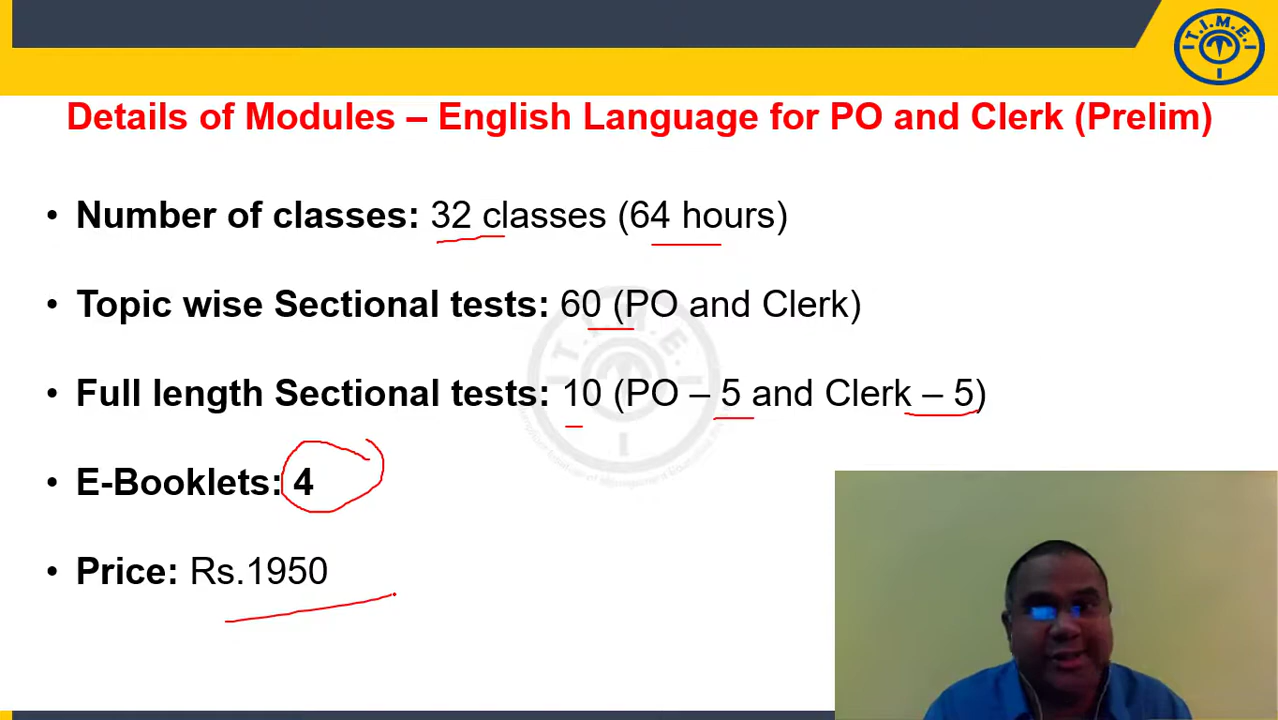 T.I.M.E.
Details of Modules – English Language for PO and Clerk (Prelim)
• Number of classes: 32 classes (64 hours)
• Topic wise Sectional tests: 60 (PO and Clerk)
• Full length Sectional tests: 10 (PO – 5 and Clerk – 5)
• E-Booklets: 4
• Price: Rs.1950
T.I.M.E.